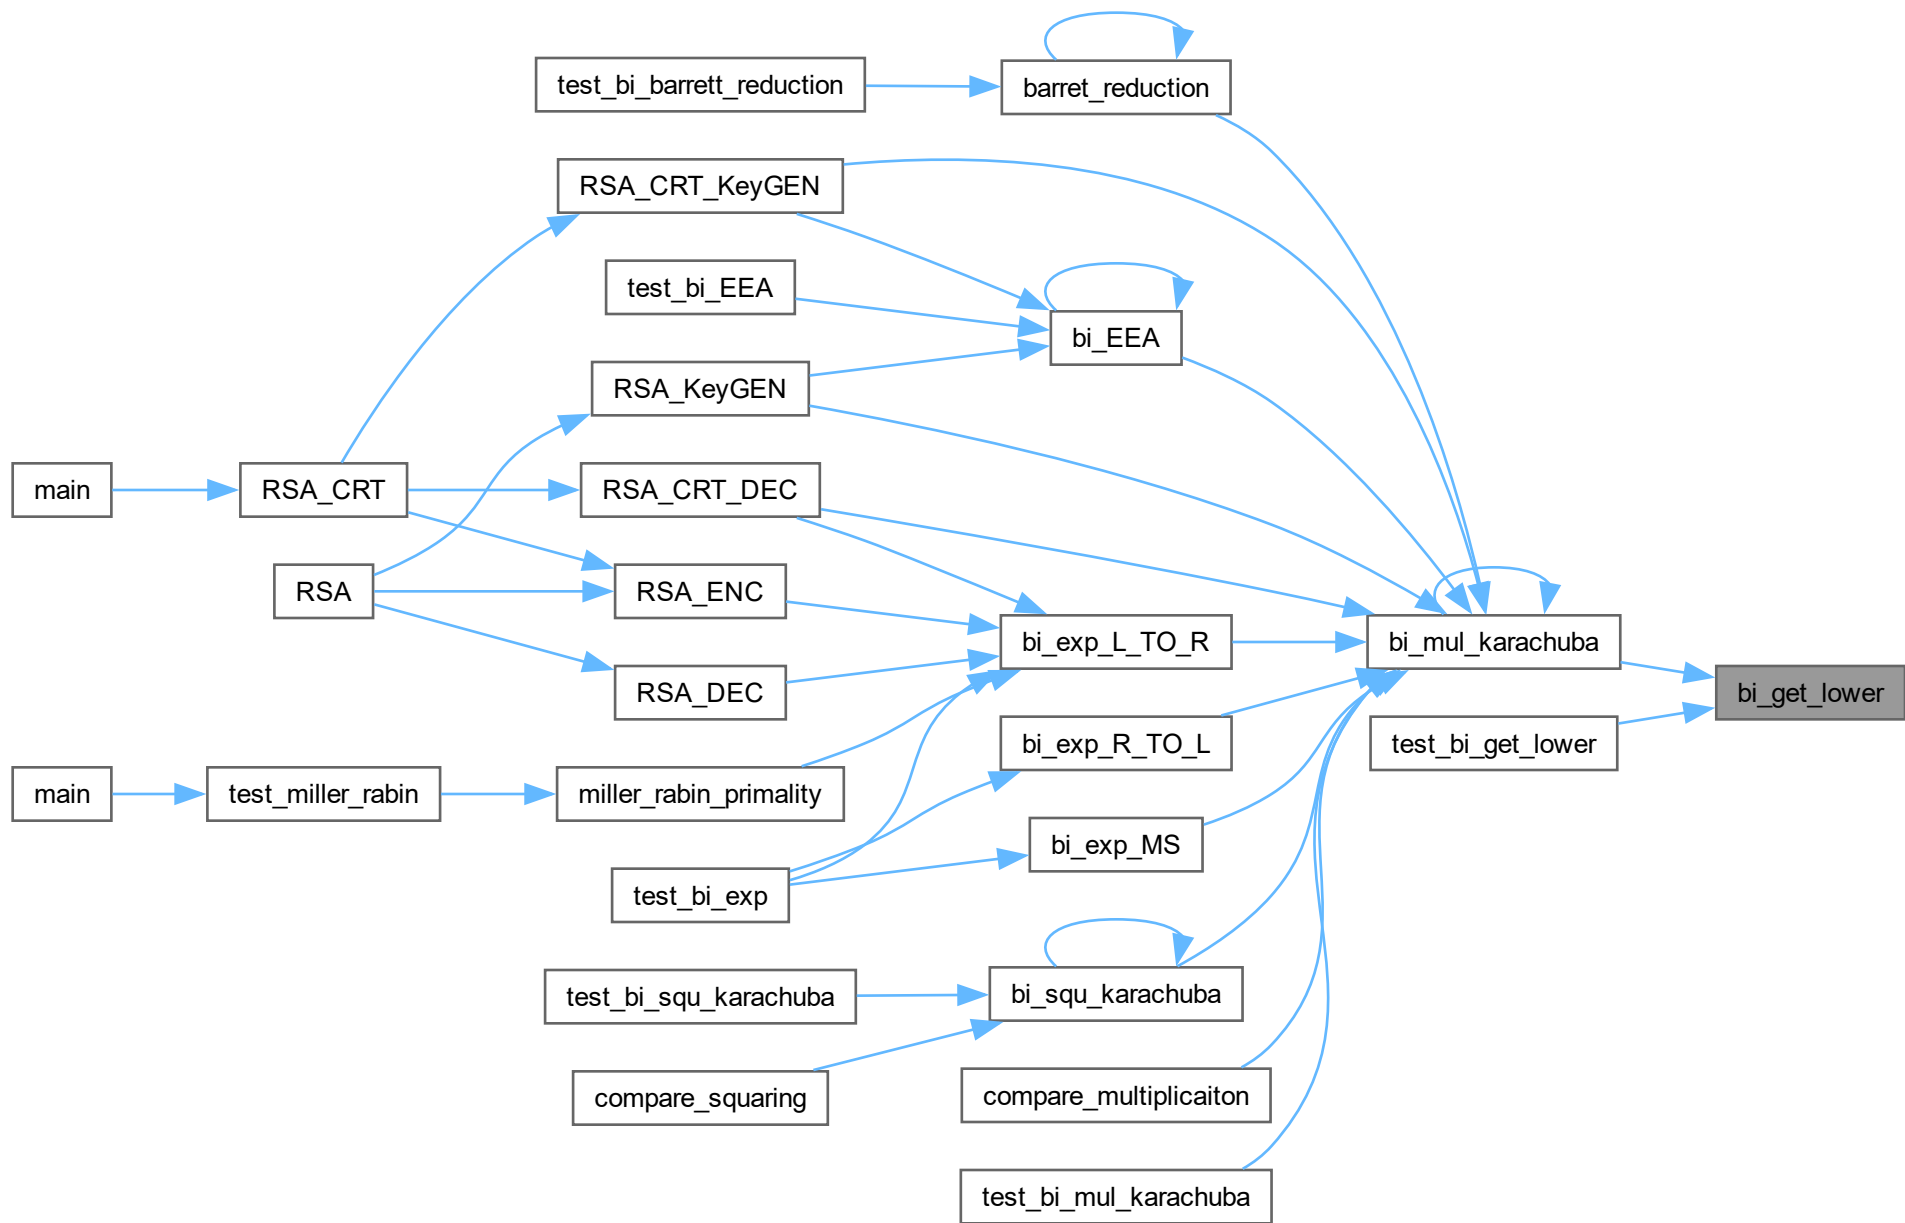 test_bi_barrett_reduction
barret_reduction
RSA_CRT_KeyGEN
test_bi_EEA
bi_EEA
RSA_KeyGEN
main
RSA_CRT
RSA_CRT_DEC
RSA
RSA_ENC
bi_exp_L_TO_R
bi_mul_karachuba
RSA_DEC
bi_get_lower
bi_exp_R_TO_L
test_bi_get_lower
main
test_miller_rabin
miller_rabin_primality
bi_exp_MS
test_bi_exp
test_bi_squ_karachuba
bi_squ_karachuba
compare_squaring
compare_multiplicaiton
test_bi_mul_karachuba